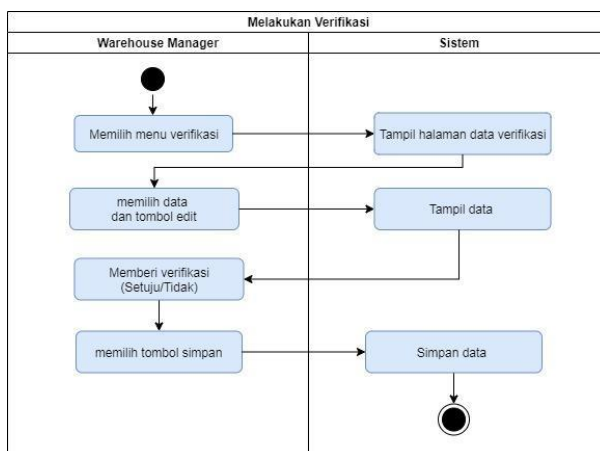 Melakukan Verifikasi
Warehouse Manager
Sistem
Memilih menu verifikasi
Tampil halaman data verifikasi
memilih data
dan tombol edit
Tampil data
Memberi verifikasi
(Setuju/Tidak)
memilih tombol simpan
Simpan data